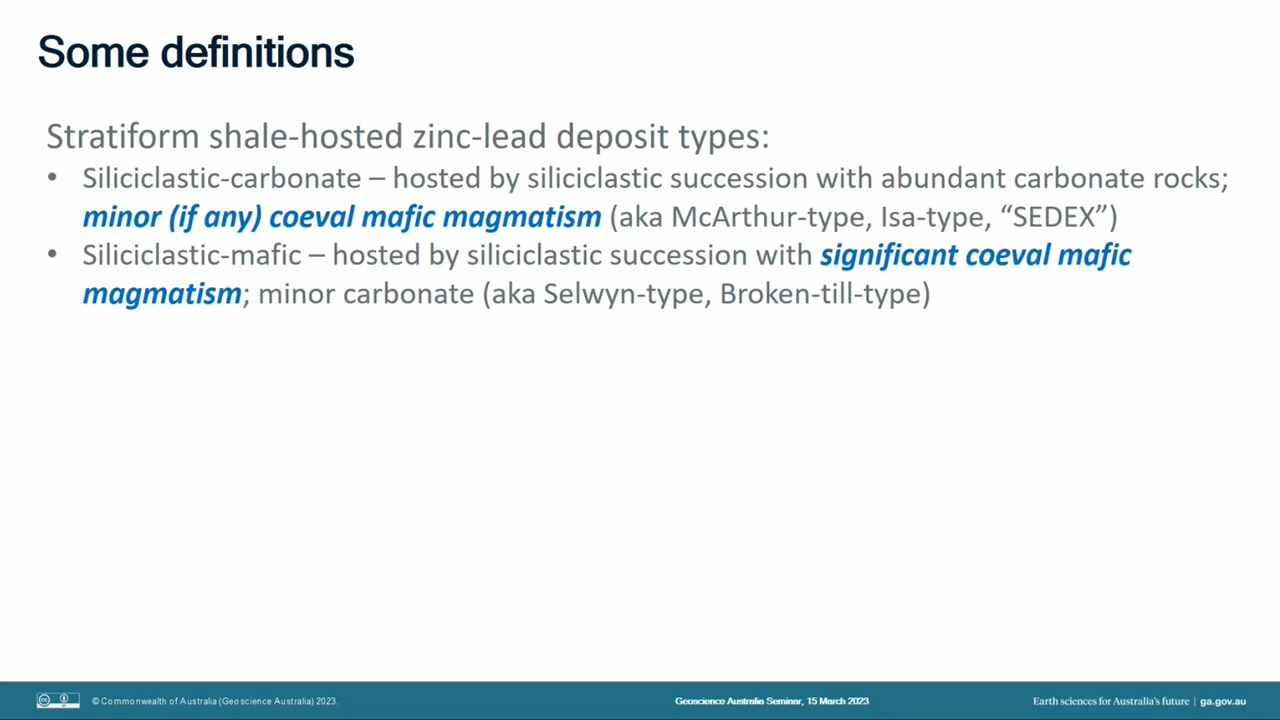 Some definitions
Stratiform shale-hosted zinc-lead deposit types:
• Siliciclastic-carbonate – hosted by siliciclastic succession with abundant carbonate rocks;
minor (if any) coeval mafic magmatism (aka McArthur-type, Isa-type, “SEDEX”)
• Siliciclastic-mafic – hosted by siliciclastic succession with significant coeval mafic
magmatism; minor carbonate (aka Selwyn-type, Broken-till-type)
© Commonwealth of Australia (Geoscience Australia) 2023.
Geoscience Australia Seminar, 15 March 2023
Earth sciences for Australia’s future | ga.gov.au